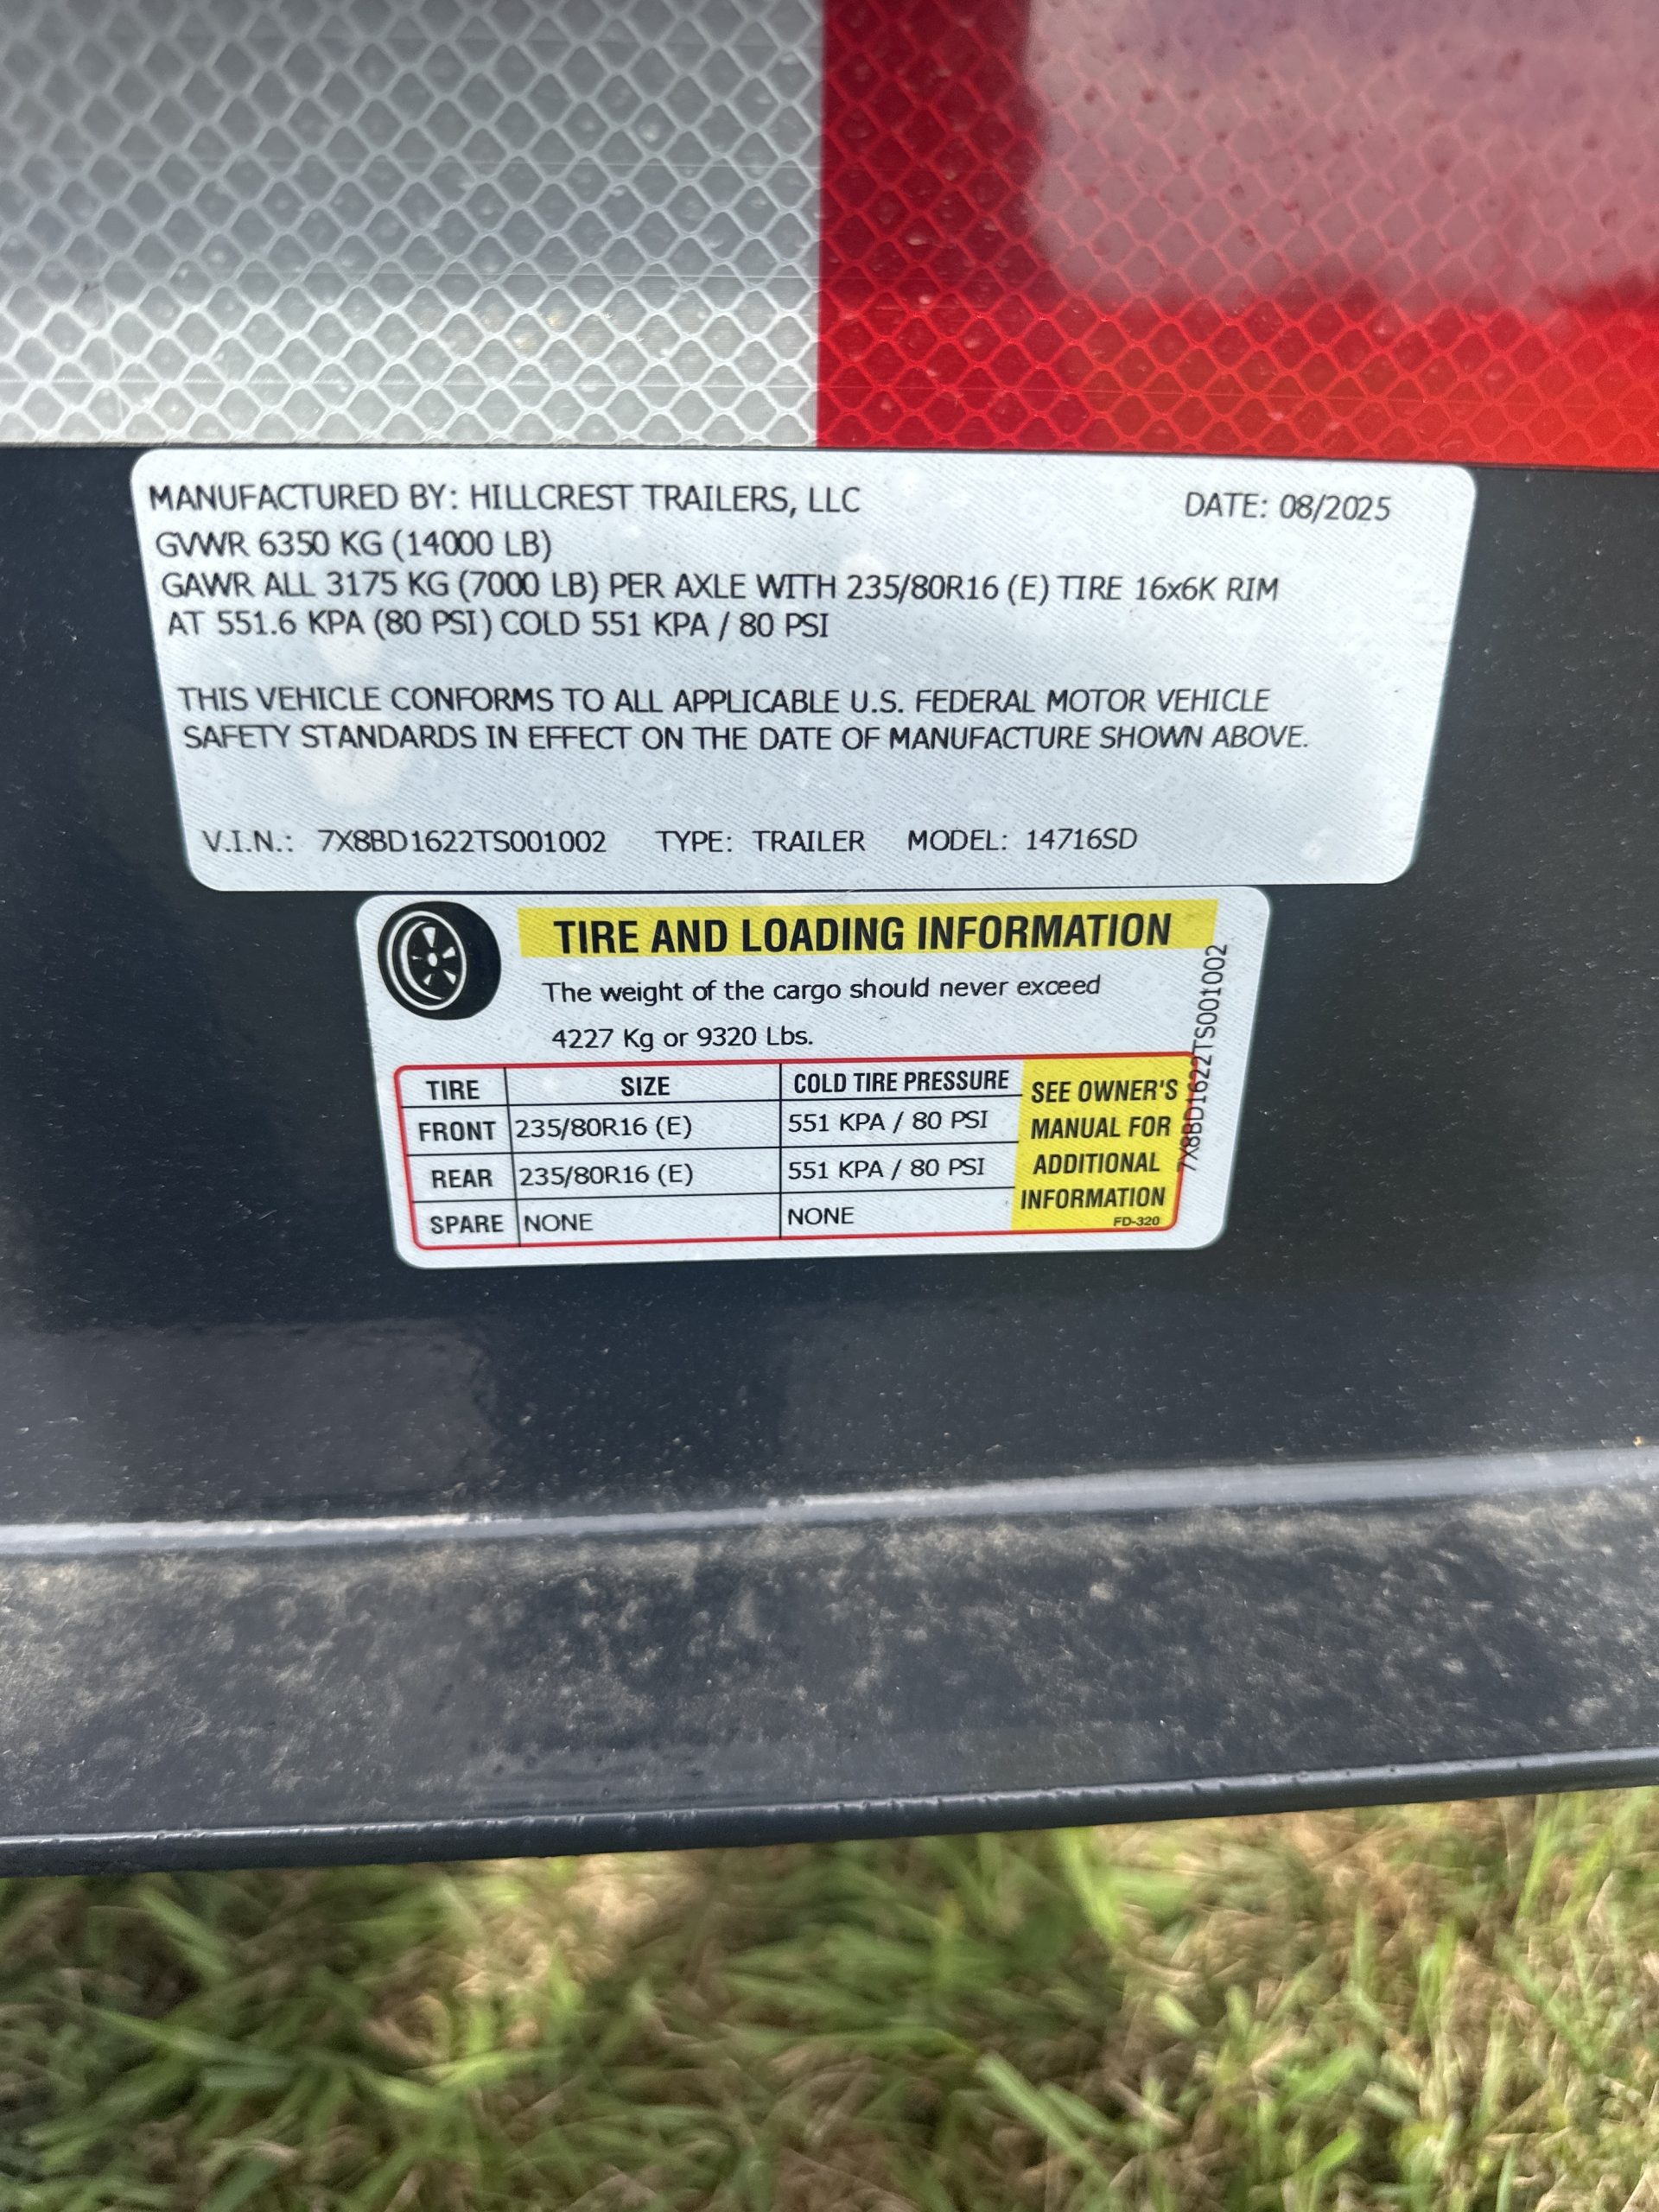 MANUFACTURED BY: HILLCREST TRAILERS, LLC DATE: 08/2025
GVWR 6350 KG (14000 LB)
GAWR ALL 3175 KG (7000 LB) PER AXLE WITH 235/80R16 (E) TIRE 16x6K RIM
AT 551.6 KPA (80 PSI) COLD 551 KPA / 80 PSI
THIS VEHICLE CONFORMS TO ALL APPLICABLE U.S. FEDERAL MOTOR VEHICLE
SAFETY STANDARDS IN EFFECT ON THE DATE OF MANUFACTURE SHOWN ABOVE.
V.I.N.: 7X8BD1622TS001002 TYPE: TRAILER MODEL: 14716SD
TIRE AND LOADING INFORMATION
The weight of the cargo should never exceed
4227 Kg or 9320 Lbs.
TIRE SIZE COLD TIRE PRESSURE
FRONT 235/80R16 (E) 551 KPA / 80 PSI
REAR 235/80R16 (E) 551 KPA / 80 PSI
SPARE NONE NONE
SEE OWNER'S
MANUAL FOR
ADDITIONAL
INFORMATION
FD-320
7X8BD1622TS001002